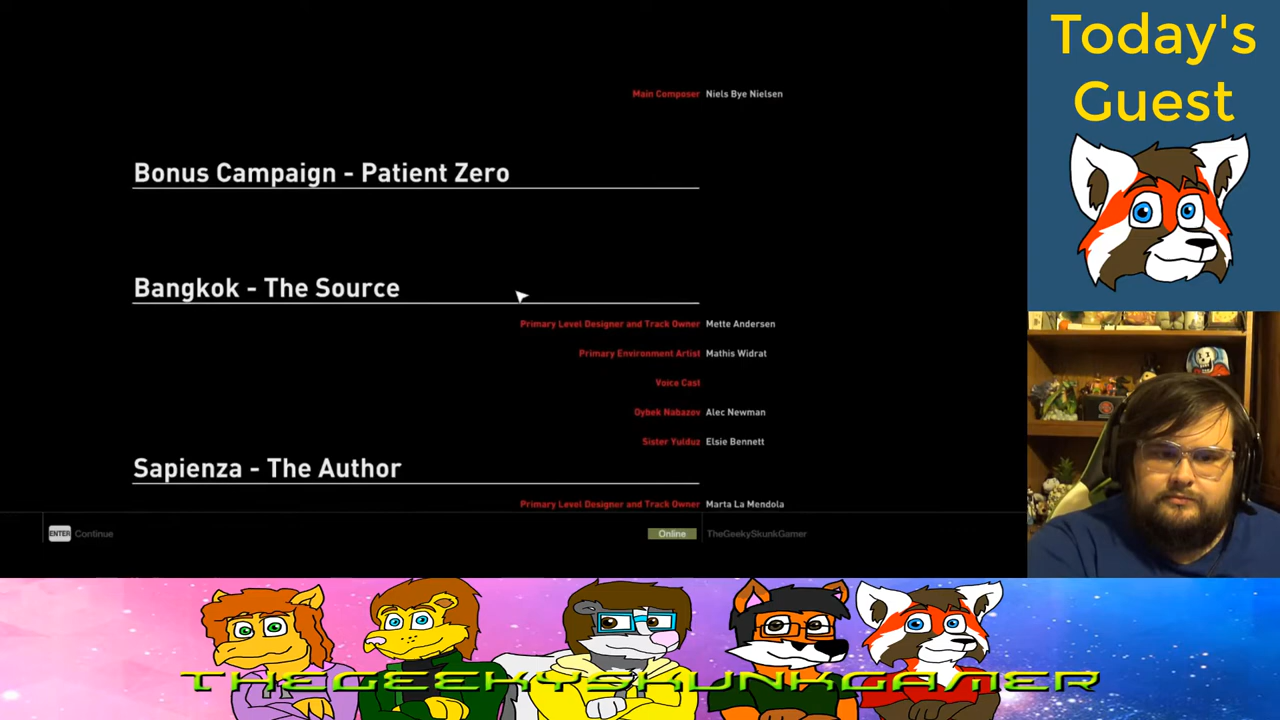 Today's
Guest
Main Composer Niels Bye Nielsen
Bonus Campaign - Patient Zero
Bangkok - The Source
Primary Level Designer and Track Owner Mette Andersen
Primary Environment Artist Mathis Widrat
Voice Cast
Oybek Nabazov Alec Newman
Sister Yulduz Elsie Bennett
Sapienza - The Author
Primary Level Designer and Track Owner Marta La Mendola
ENTER Continue
Online TheGeekySkunkGamer
THEGEEKYSKUNKGAMER